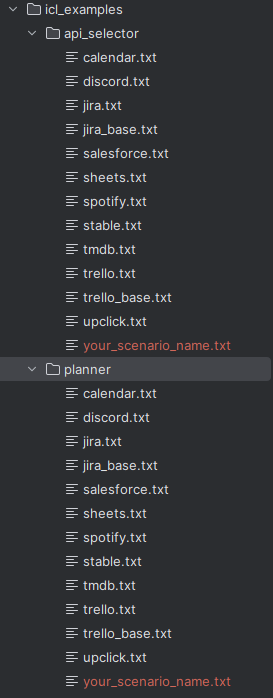 icl_examples
api_selector
calendar.txt
discord.txt
jira.txt
jira_base.txt
salesforce.txt
sheets.txt
spotify.txt
stable.txt
tmdb.txt
trello.txt
trello_base.txt
upclick.txt
your_scenario_name.txt
planner
calendar.txt
discord.txt
jira.txt
jira_base.txt
salesforce.txt
sheets.txt
spotify.txt
stable.txt
tmdb.txt
trello.txt
trello_base.txt
upclick.txt
your_scenario_name.txt